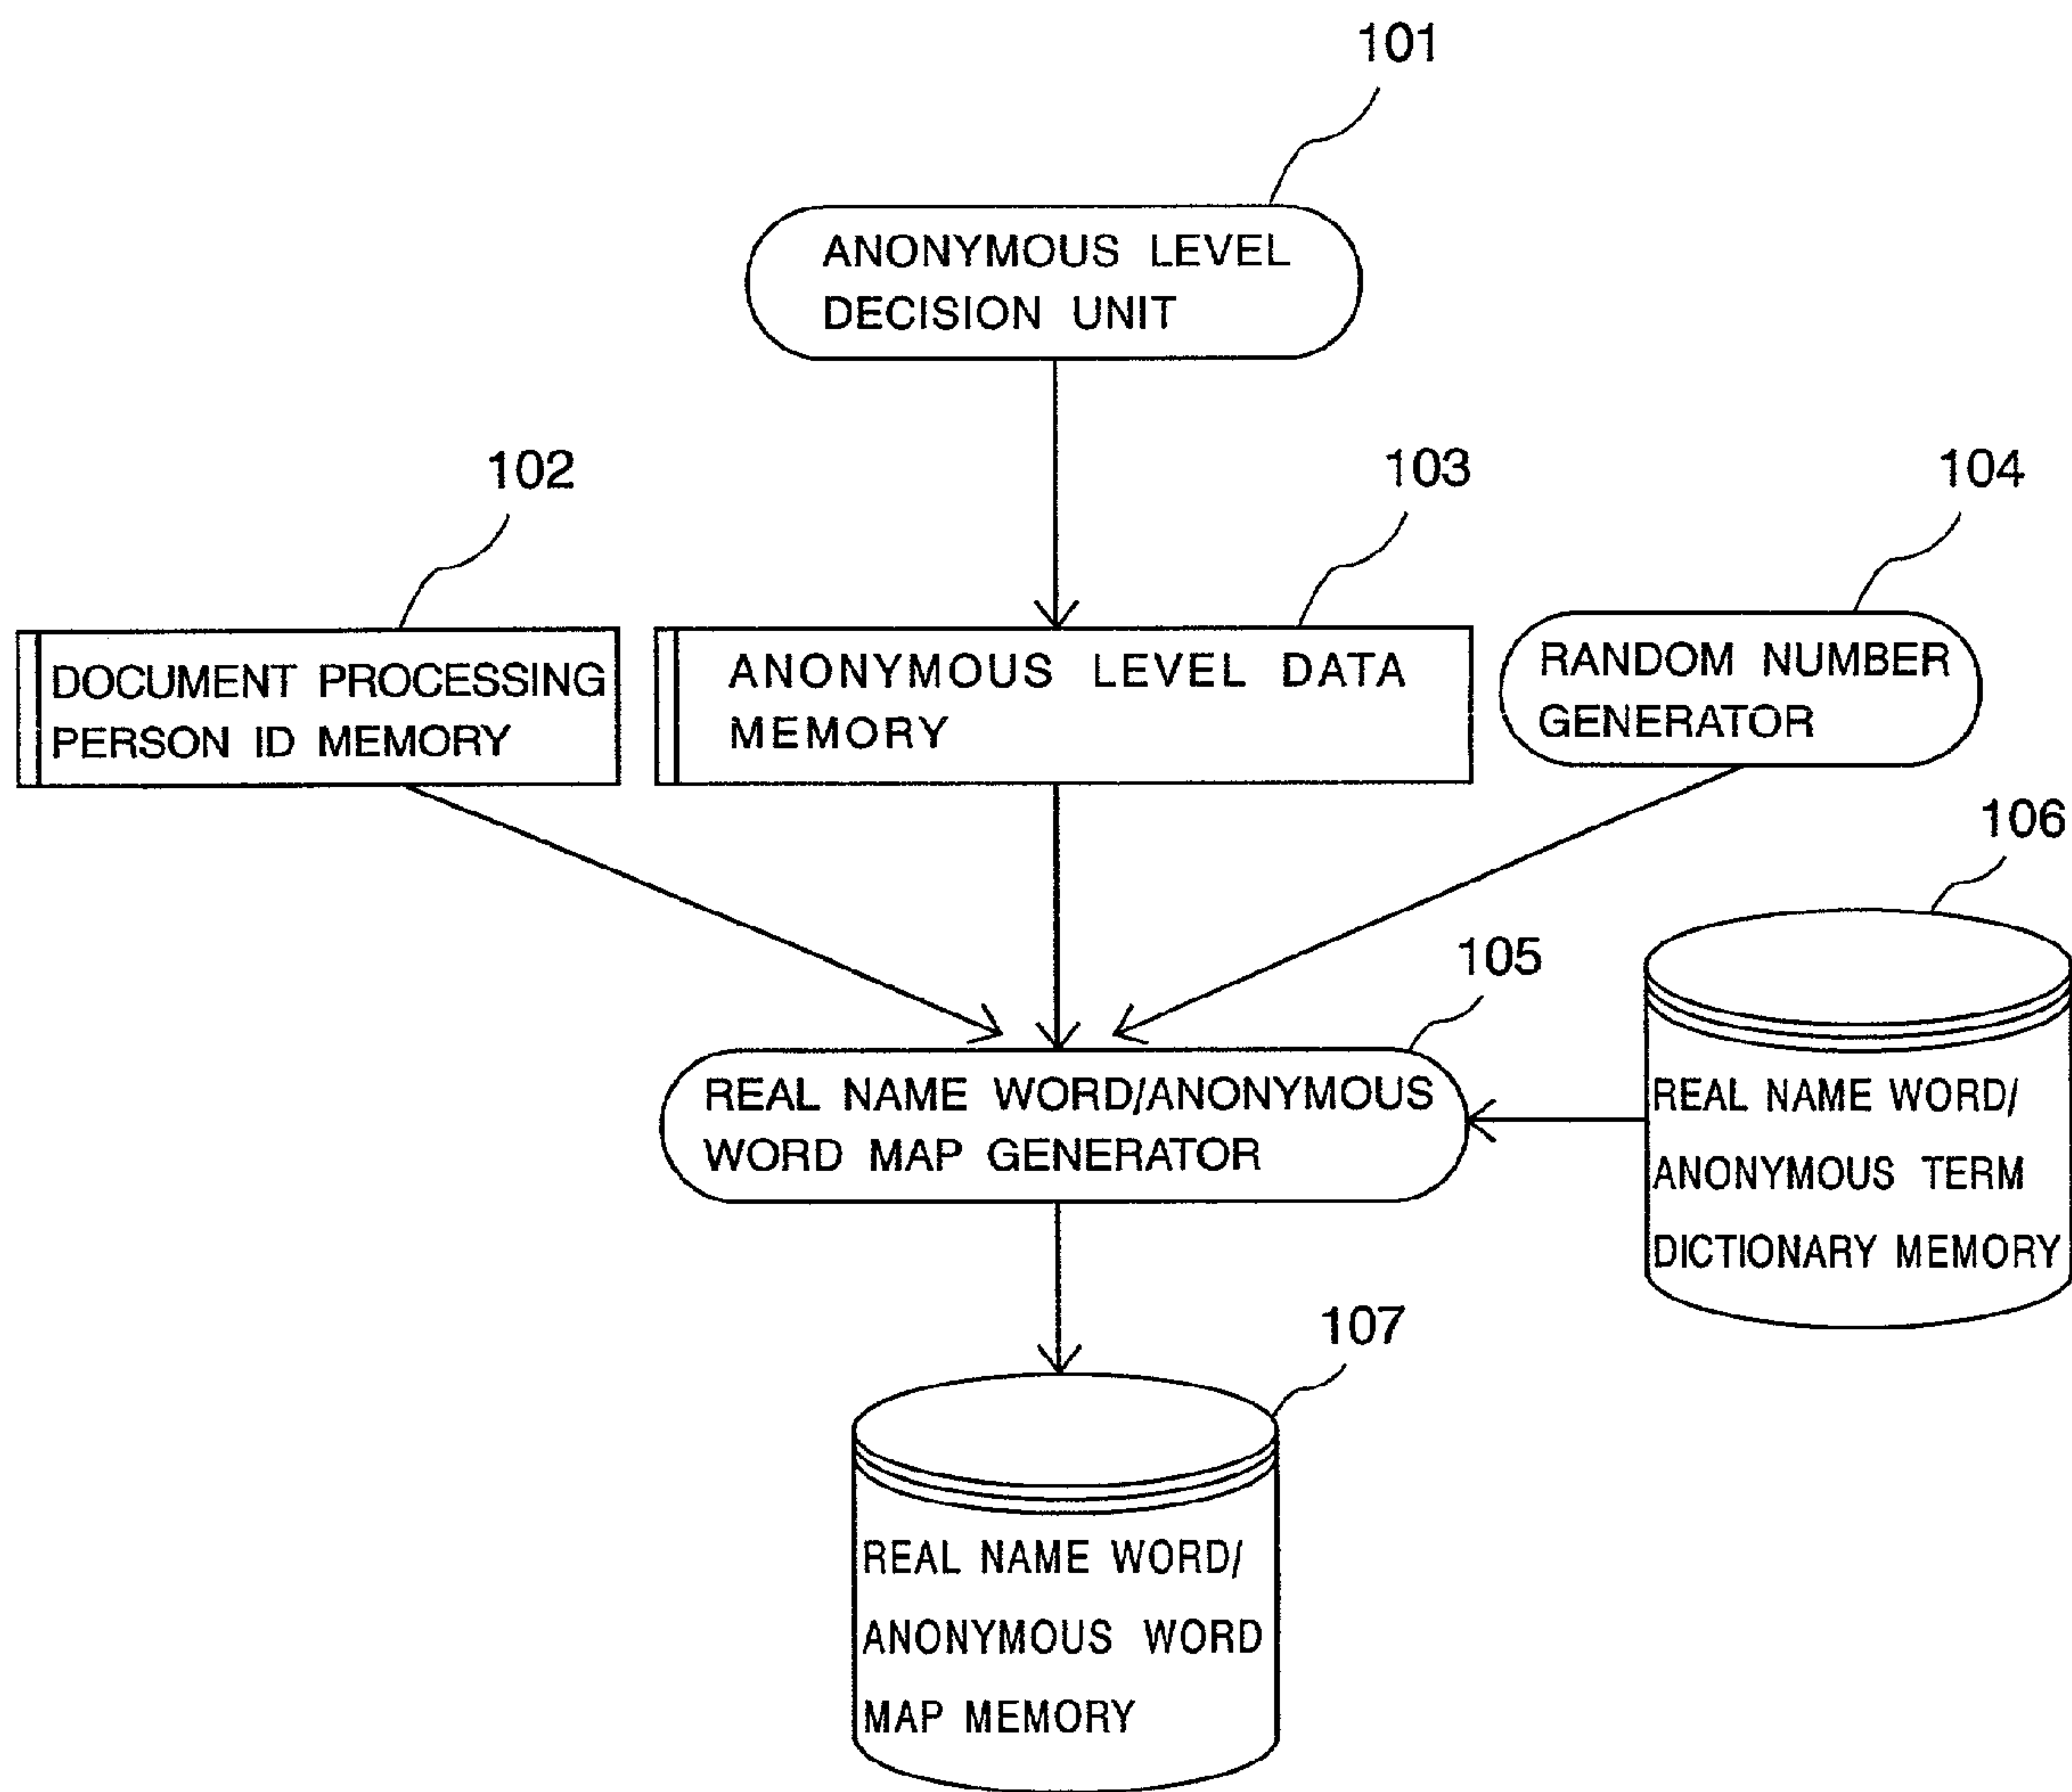 101
ANONYMOUS LEVEL
DECISION UNIT
102
103
104
DOCUMENT PROCESSING
PERSON ID MEMORY
ANONYMOUS LEVEL DATA
MEMORY
RANDOM NUMBER
GENERATOR
106
105
REAL NAME WORD/ANONYMOUS
WORD MAP GENERATOR
REAL NAME WORD/
ANONYMOUS TERM
DICTIONARY MEMORY
107
REAL NAME WORD/
ANONYMOUS WORD
MAP MEMORY